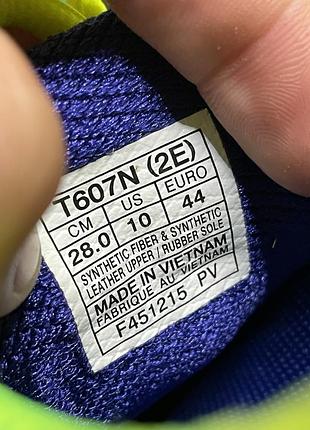 T607N (2E)
CM US EURO
28.0 10 44
SYNTHETIC FIBER & SYNTHETIC
LEATHER UPPER / RUBBER SOLE
MADE IN VIETNAM
FABRIQUÉ AU VIETNAM
F451215 PV